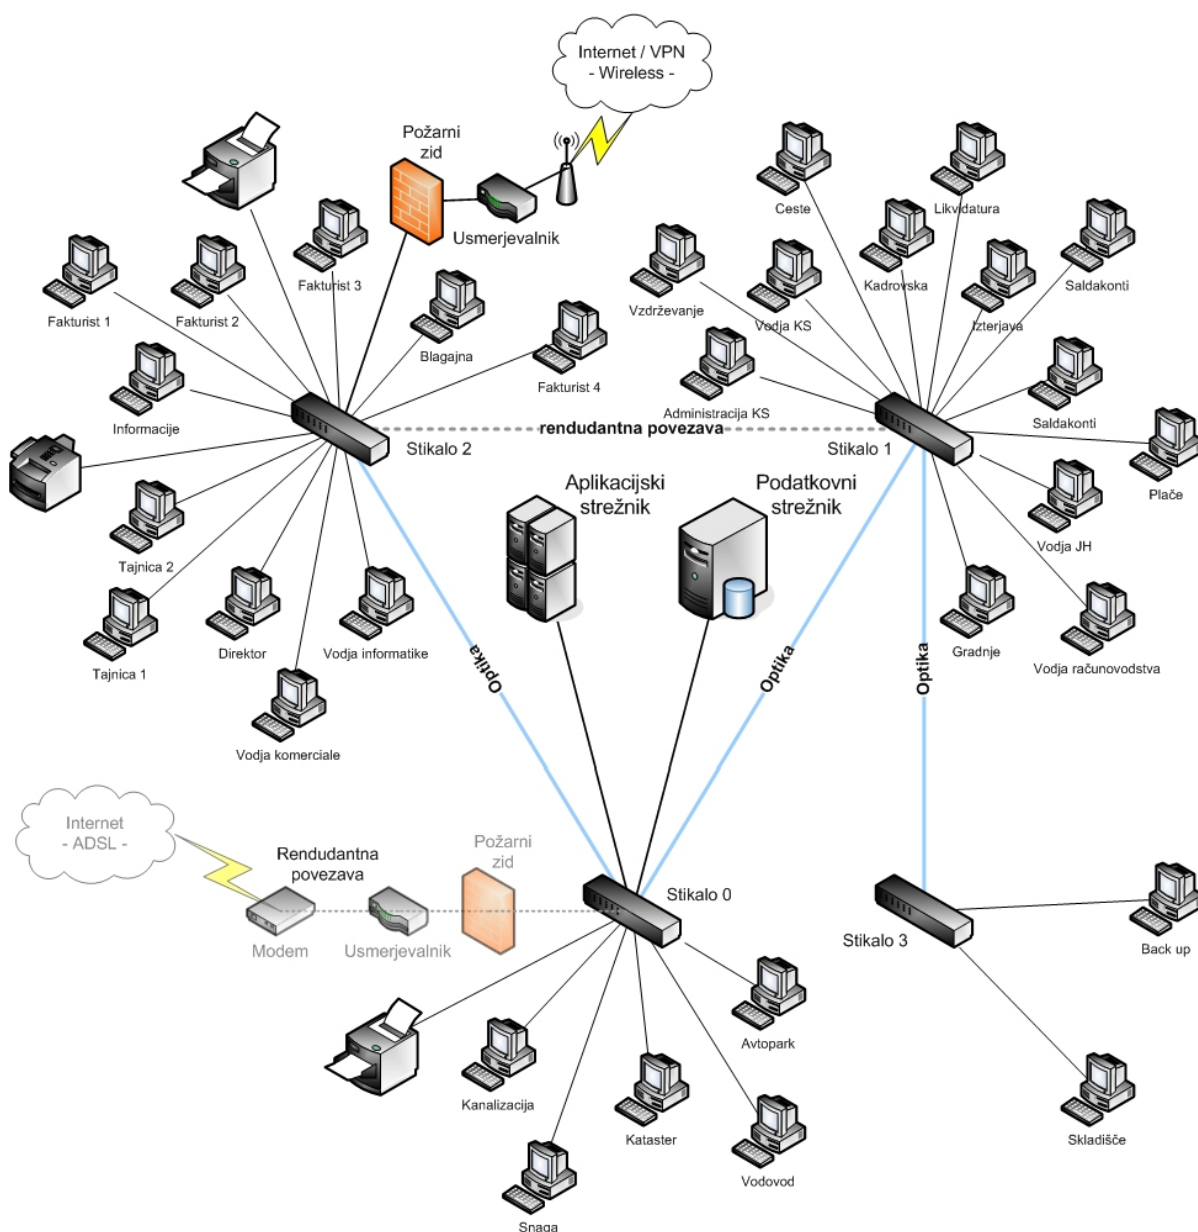 Internet / VPN
- Wireless -
Požarni
zid
Usmerjevalnik
Fakturist 3
Fakturist 1
Fakturist 2
Blagajna
Fakturist 4
Informacije
Stikalo 2
Tajnica 2
Tajnica 1
Direktor
Vodja informatike
Vodja komerciale
Ceste
Likvidatura
Kadrovska
Saldakonti
Vzdrževanje
Vodja KS
Izterjava
Administracija KS
Saldakonti
rendudantna povezava
Stikalo 1
Plače
Vodja JH
Gradnje
Vodja računovodstva
Aplikacijski
strežnik
Podatkovni
strežnik
Optika
Optika
Optika
Internet
- ADSL -
Rendudantna
povezava
Požarni
zid
Modem
Usmerjevalnik
Stikalo 0
Stikalo 3
Back up
Avtopark
Kanalizacija
Kataster
Vodovod
Snaga
Skladišče